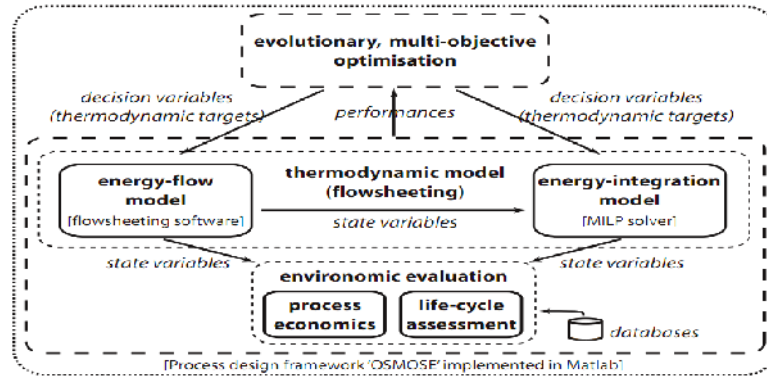 evolutionary, multi-objective
optimisation
decision variables
(thermodynamic targets)
performances
decision variables
(thermodynamic targets)
energy-flow
model
[flowsheeting software]
thermodynamic model
(flowsheeting)
state variables
energy-integration
model
[MILP solver]
state variables
state variables
environomic evaluation
process
economics
life-cycle
assessment
databases
[Process design framework 'OSMOSE' implemented in Matlab]